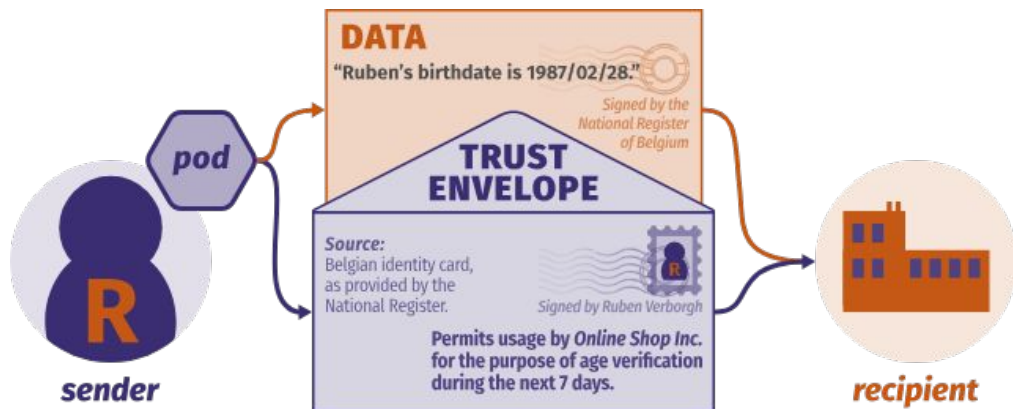 DATA
“Ruben’s birthdate is 1987/02/28.”
Signed by the
National Register
of Belgium
pod
TRUST
ENVELOPE
R
sender
Source:
Belgian identity card,
as provided by the
National Register.
R
Signed by Ruben Verborgh
Permits usage by Online Shop Inc.
for the purpose of age verification
during the next 7 days.
recipient